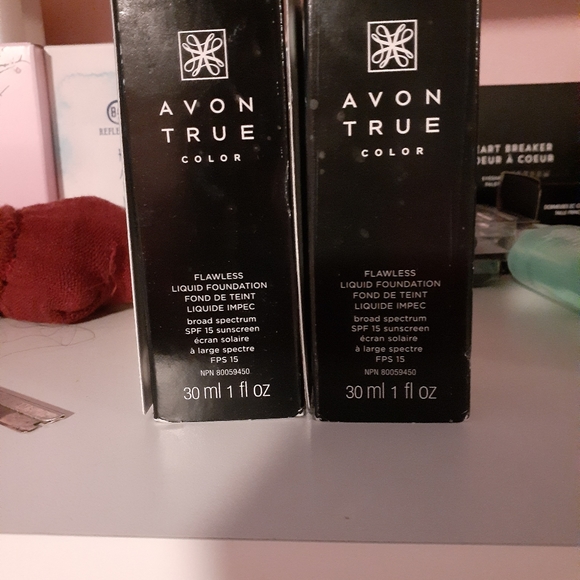 AVON
TRUE
COLOR
FLAWLESS
LIQUID FOUNDATION
FOND DE TEINT
LIQUIDE IMPEC
broad spectrum
SPF 15 sunscreen
écran solaire
à large spectre
FPS 15
NPN 80059450
30 ml 1 fl oz
AVON
TRUE
COLOR
FLAWLESS
LIQUID FOUNDATION
FOND DE TEINT
LIQUIDE IMPEC
broad spectrum
SPF 15 sunscreen
écran solaire
à large spectre
FPS 15
NPN 80059450
30 ml 1 fl oz
REFLE
ART BREAKER
OEUR À COEUR